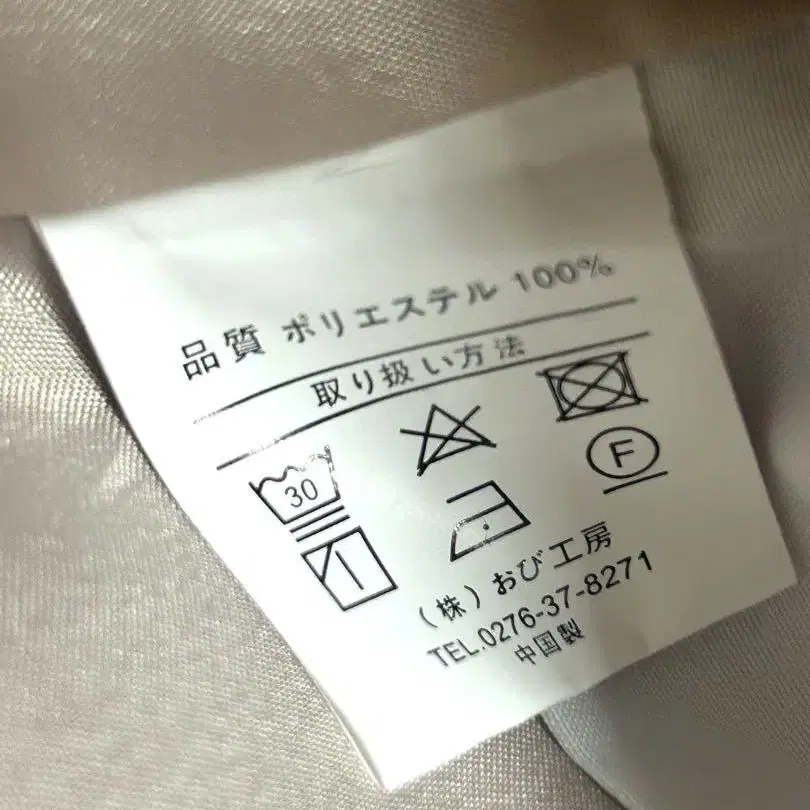 品質 ポリエステル 100%
取り扱い方法
30
F
(株)おび工房
TEL.0276-37-8271
中国製